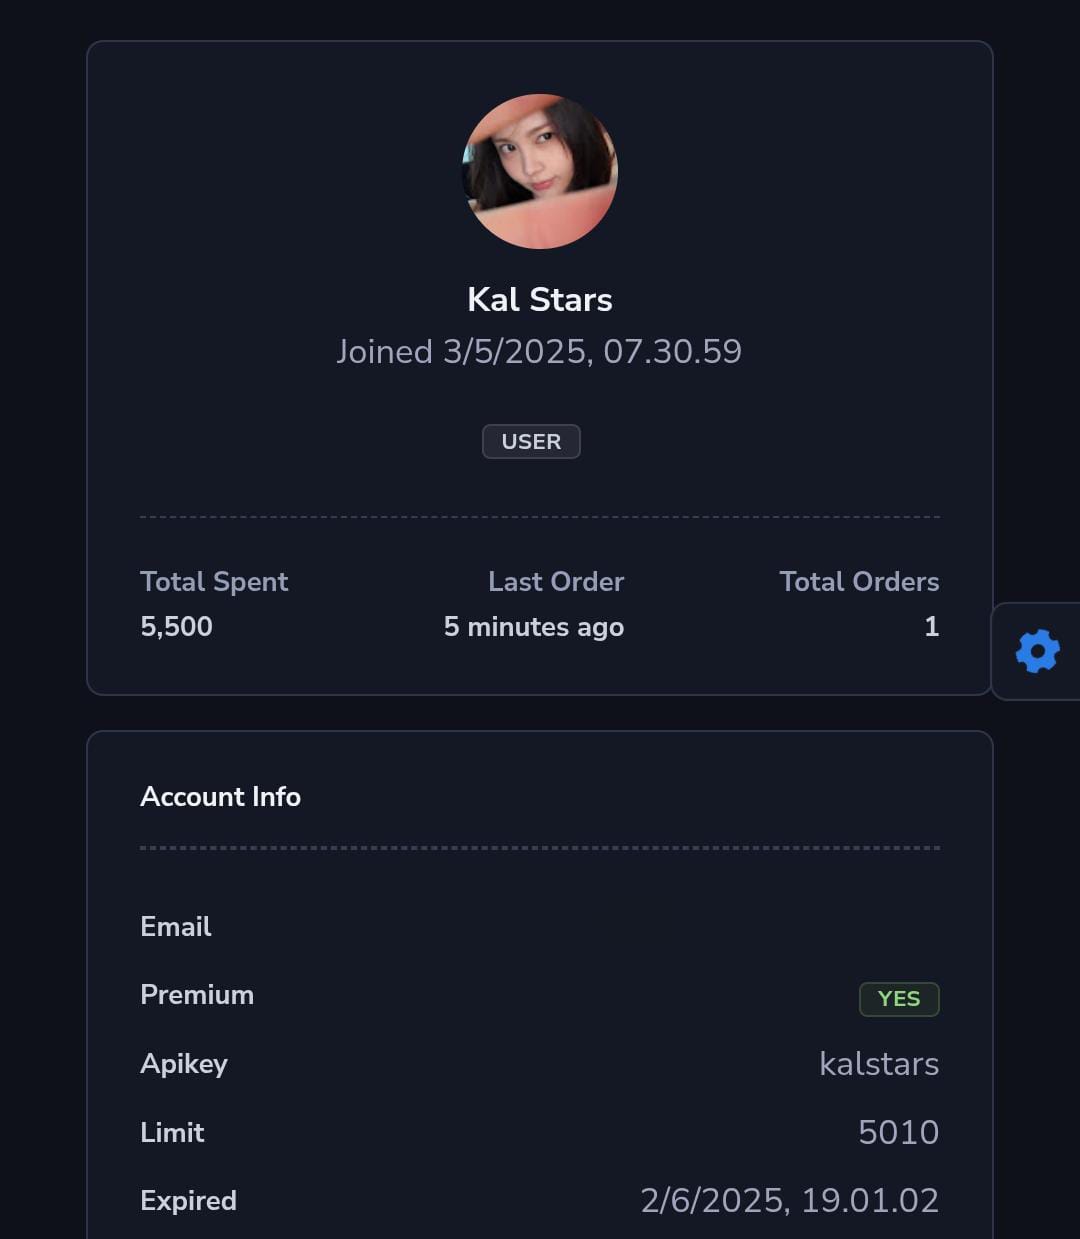 Kal Stars
Joined 3/5/2025, 07.30.59
USER
Total Spent
5,500
Last Order
5 minutes ago
Total Orders
1
Account Info
Email
Premium YES
Apikey kalstars
Limit 5010
Expired 2/6/2025, 19.01.02